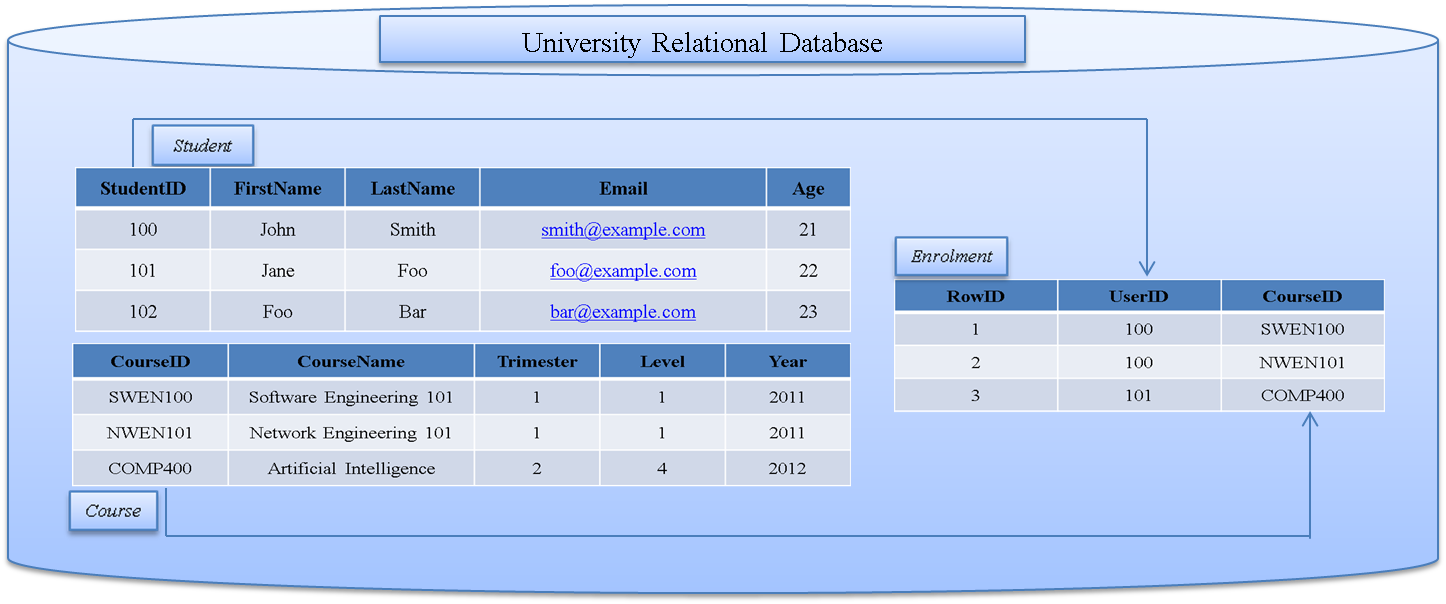 University Relational Database
Student
StudentID FirstName LastName Email Age
100 John Smith smith@example.com 21
101 Jane Foo foo@example.com 22
102 Foo Bar bar@example.com 23
CourseID CourseName Trimester Level Year
SWEN100 Software Engineering 101 1 1 2011
NWEN101 Network Engineering 101 1 1 2011
COMP400 Artificial Intelligence 2 4 2012
Course
Enrolment
RowID UserID CourseID
1 100 SWEN100
2 100 NWEN101
3 101 COMP400